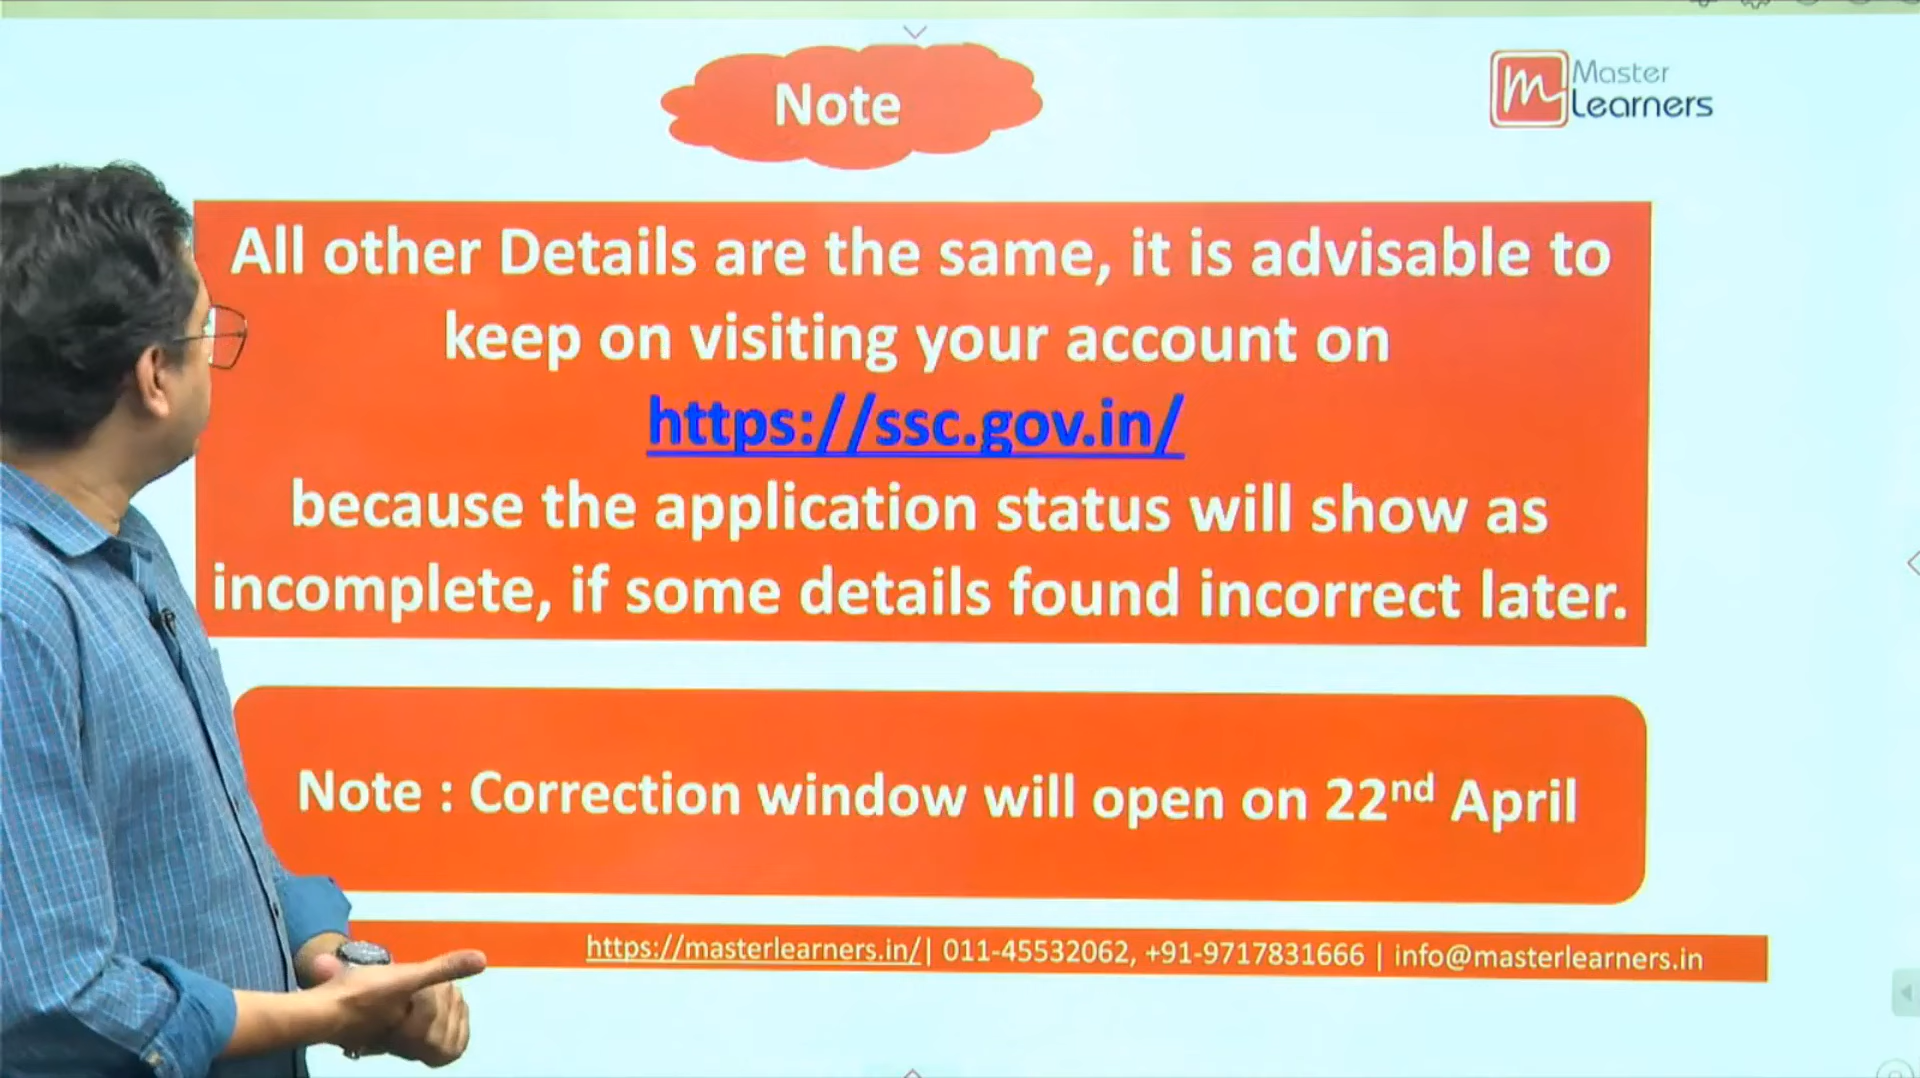 Note
Master
Learners
All other Details are the same, it is advisable to
keep on visiting your account on
https://ssc.gov.in/
because the application status will show as
incomplete, if some details found incorrect later.
Note : Correction window will open on 22nd April
https://masterlearners.in/| 011-45532062, +91-9717831666 | info@masterlearners.in